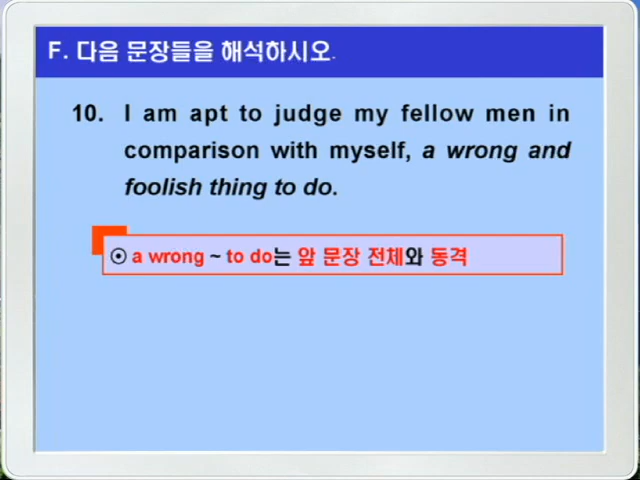 F. 다음 문장들을 해석하시오.
10. I am apt to judge my fellow men in
comparison with myself, a wrong and
foolish thing to do.
⊙ a wrong ~ to do는 앞 문장 전체와 동격